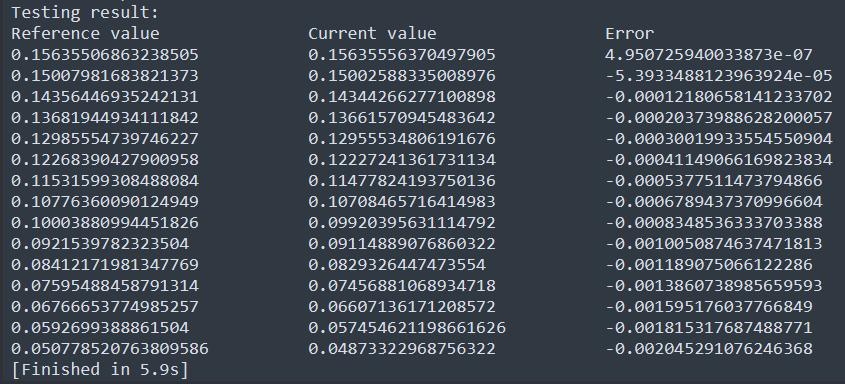 Testing result:
Reference value Current value Error
0.15635506863238505 0.15635556370497905 4.950725940033873e-07
0.15007981683821373 0.15002588335008976 -5.3933488123963924e-05
0.14356446935242131 0.14344266277100898 -0.00012180658141233702
0.13681944934111842 0.13661570945483642 -0.00020373988628200057
0.12985554739746227 0.12955534806191676 -0.00030019933554550904
0.12268390427900958 0.12227241361731134 -0.00041149066169823834
0.11531599308488084 0.11477824193750136 -0.0005377511473794866
0.10776360090124949 0.10708465716414983 -0.0006789437370996604
0.10003880994451826 0.09920395631114792 -0.0008348536333703388
0.0921539782323504 0.09114889076860322 -0.0010050874637471813
0.08412171981347769 0.0829326447473554 -0.001189075066122286
0.07595488458791314 0.07456881068934718 -0.0013860738985659593
0.06766653774985257 0.06607136171208572 -0.001595176037766849
0.0592699388861504 0.057454621198661626 -0.001815317687488771
0.050778520763809586 0.04873322968756322 -0.002045291076246368
[Finished in 5.9s]